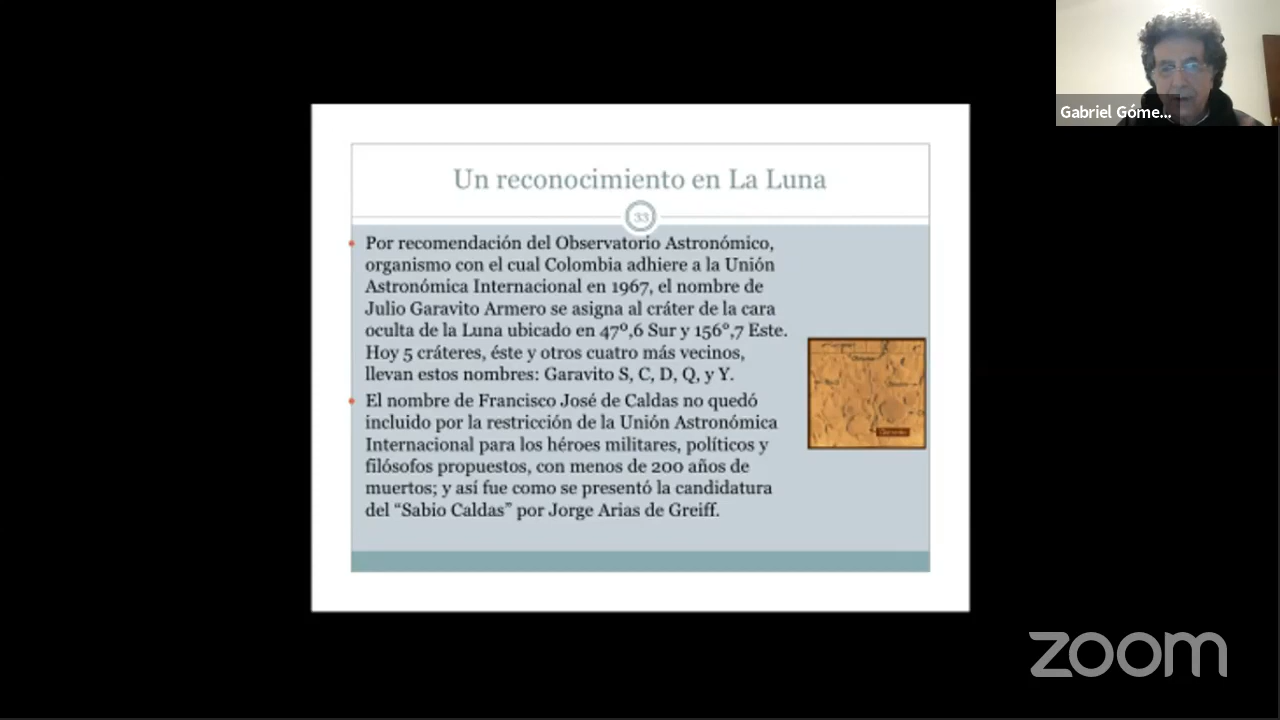 Un reconocimiento en La Luna
33
Por recomendación del Observatorio Astronómico,
organismo con el cual Colombia adhiere a la Unión
Astronómica Internacional en 1967, el nombre de
Julio Garavito Armero se asigna al cráter de la cara
oculta de la Luna ubicado en 47º,6 Sur y 156º,7 Este.
Hoy 5 cráteres, éste y otros cuatro más vecinos,
llevan estos nombres: Garavito S, C, D, Q, y Y.
El nombre de Francisco José de Caldas no quedó
incluido por la restricción de la Unión Astronómica
Internacional para los héroes militares, políticos y
filósofos propuestos, con menos de 200 años de
muertos; y así fue como se presentó la candidatura
del “Sabio Caldas” por Jorge Arias de Greiff.
Gabriel Góme...
zoom